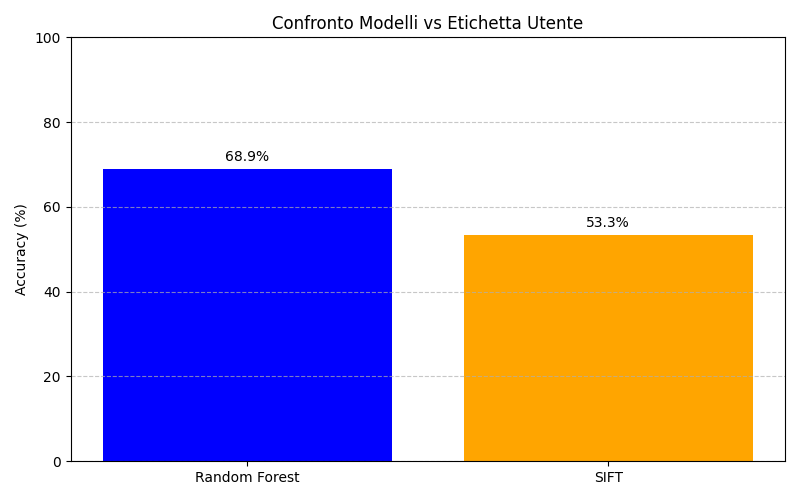 Confronto Modelli vs Etichetta Utente
Accuracy (%)
100
80
60
40
20
0
68.9%
53.3%
Random Forest
SIFT